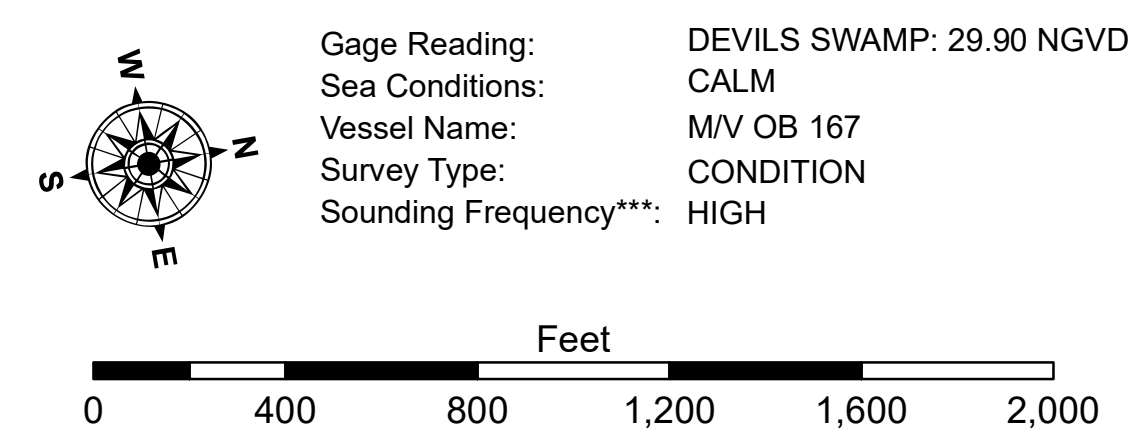 W
N
S
E
Gage Reading: DEVILS SWAMP: 29.90 NGVD
Sea Conditions: CALM
Vessel Name: M/V OB 167
Survey Type: CONDITION
Sounding Frequency***: HIGH
Feet
0 400 800 1,200 1,600 2,000